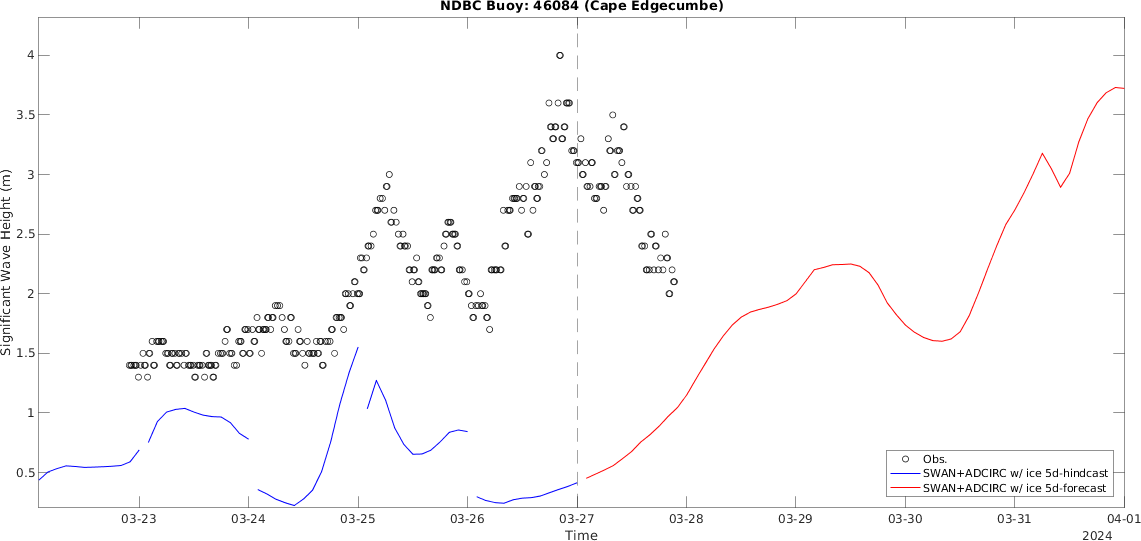 NDBC Buoy: 46084 (Cape Edgecumbe)
Significant Wave Height (m)
4
3.5
3
2.5
2
1.5
1
0.5
Obs.
SWAN+ADCIRC w/ ice 5d-hindcast
SWAN+ADCIRC w/ ice 5d-forecast
03-23 03-24 03-25 03-26 03-27 03-28 03-29 03-30 03-31 04-01
Time
2024